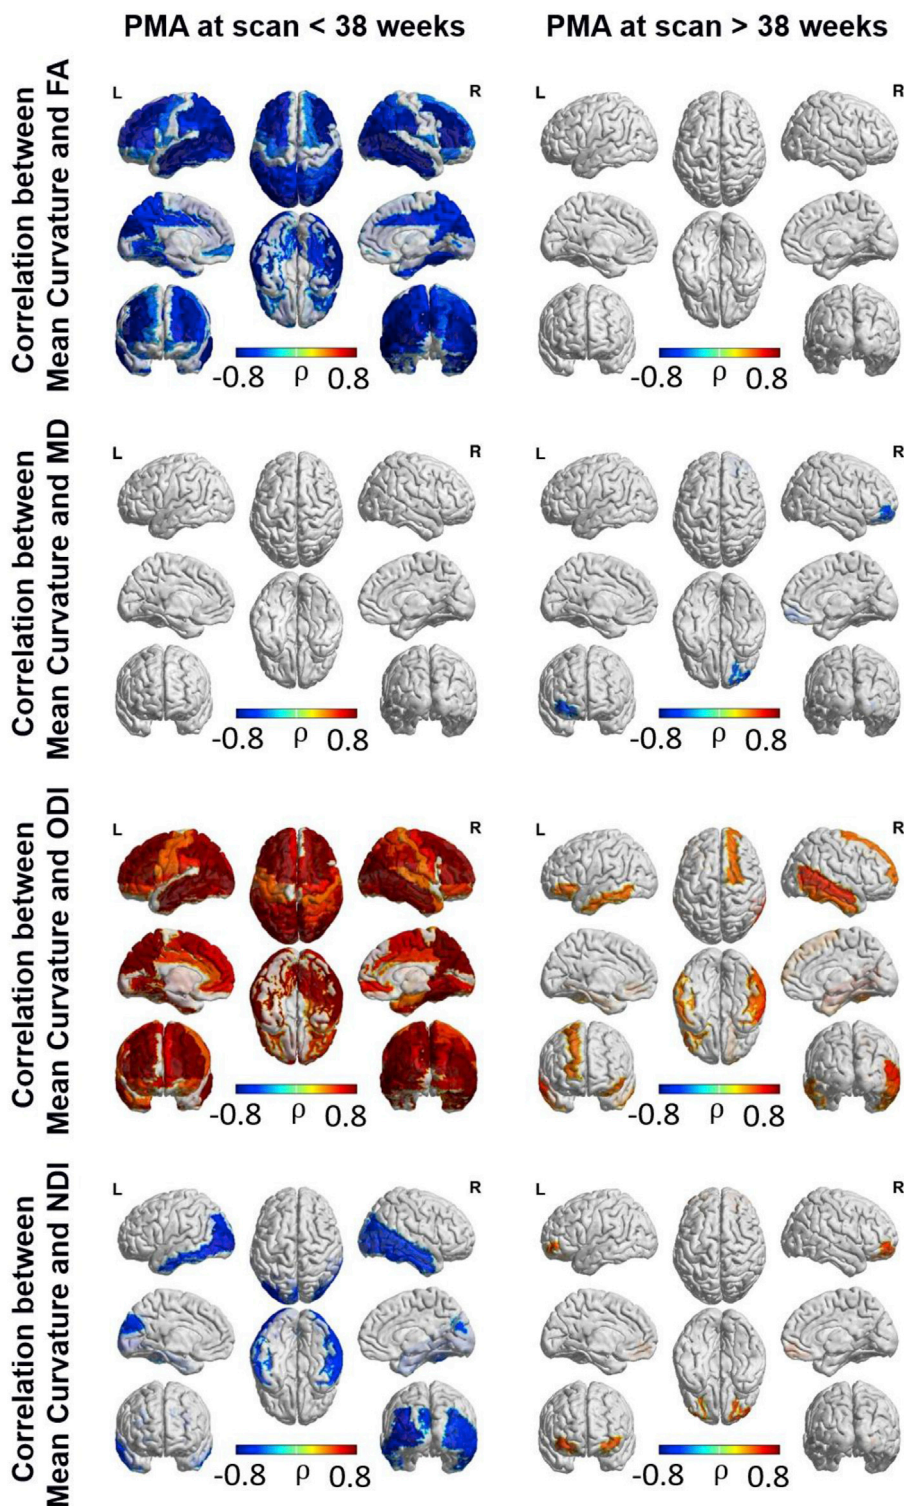 PMA at scan < 38 weeks
PMA at scan > 38 weeks
Correlation between
Mean Curvature and FA
L
R
-0.8 ρ 0.8
L
R
-0.8 ρ 0.8
Correlation between
Mean Curvature and MD
L
R
-0.8 ρ 0.8
L
R
-0.8 ρ 0.8
Correlation between
Mean Curvature and ODI
L
R
-0.8 ρ 0.8
L
R
-0.8 ρ 0.8
Correlation between
Mean Curvature and NDI
L
R
-0.8 ρ 0.8
L
R
-0.8 ρ 0.8